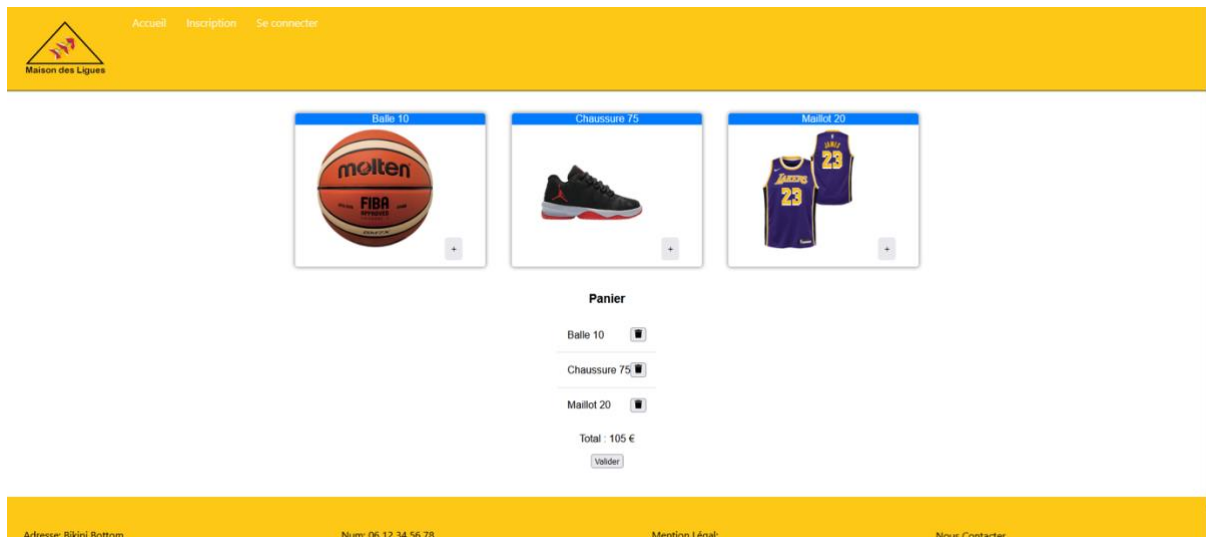 Accueil Inscription Se connecter
Maison des Ligues
Balle 10 Chaussure 75 Maillot 20
molten
FIBA
APPROVED
GM7X
JAMES
23
LAKERS
23
+ + +
Panier
Balle 10
Chaussure 75
Maillot 20
Total : 105 €
Valider
Adresse: Bikini Bottom Num: 06 12 34 56 78 Mention Légal: Nous Contacter